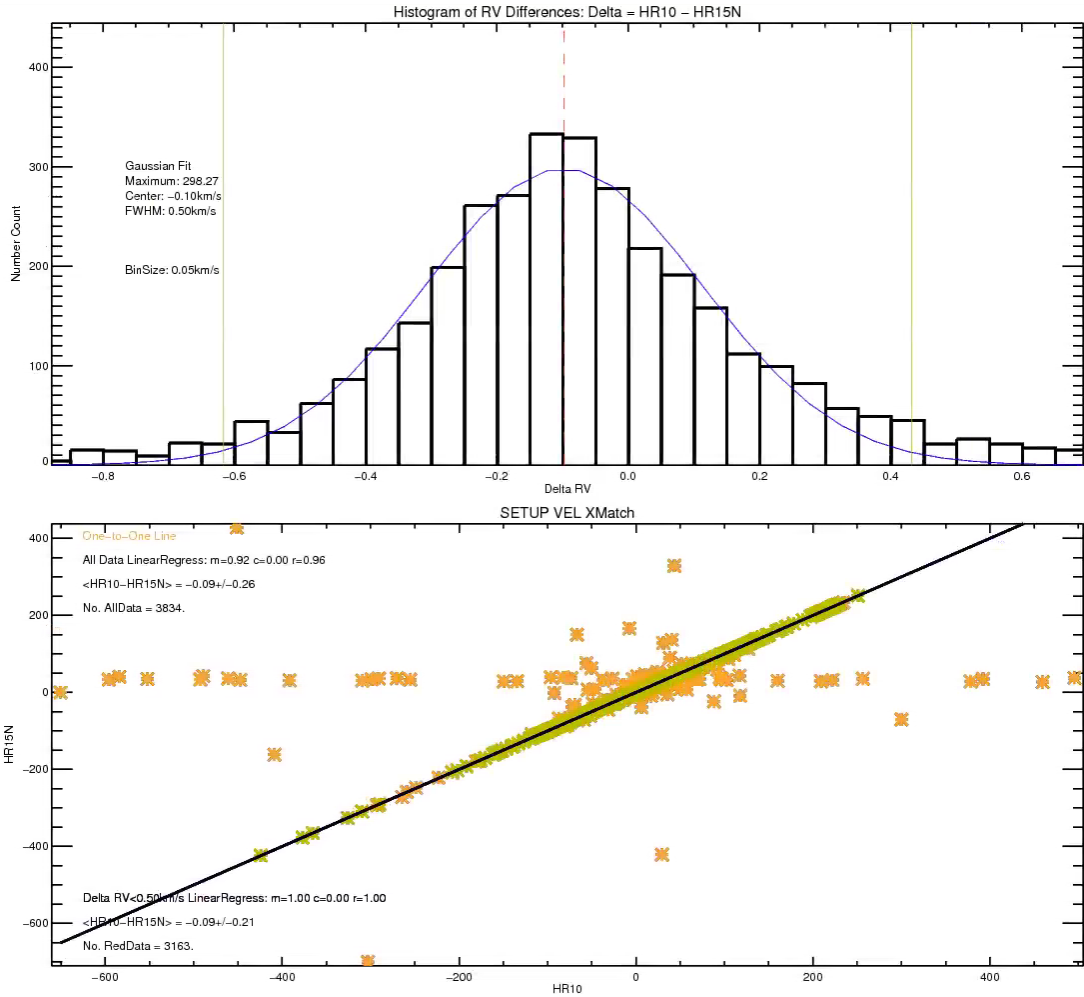 Histogram of RV Differences: Delta = HR10 − HR15N
400
300
200
100
0
Number Count
Gaussian Fit
Maximum: 298.27
Center: −0.10km/s
FWHM: 0.50km/s
BinSize: 0.05km/s
−0.8 −0.6 −0.4 −0.2 0.0 0.2 0.4 0.6
Delta RV
SETUP VEL XMatch
400
200
0
−200
−400
−600
HR15N
One−to−One Line
All Data LinearRegress: m=0.92 c=0.00 r=0.96
<HR10−HR15N> = −0.09+/−0.26
No. AllData = 3834.
Delta RV<0.50km/s LinearRegress: m=1.00 c=0.00 r=1.00
<HR10−HR15N> = −0.09+/−0.21
No. RedData = 3163.
−600 −400 −200 0 200 400
HR10